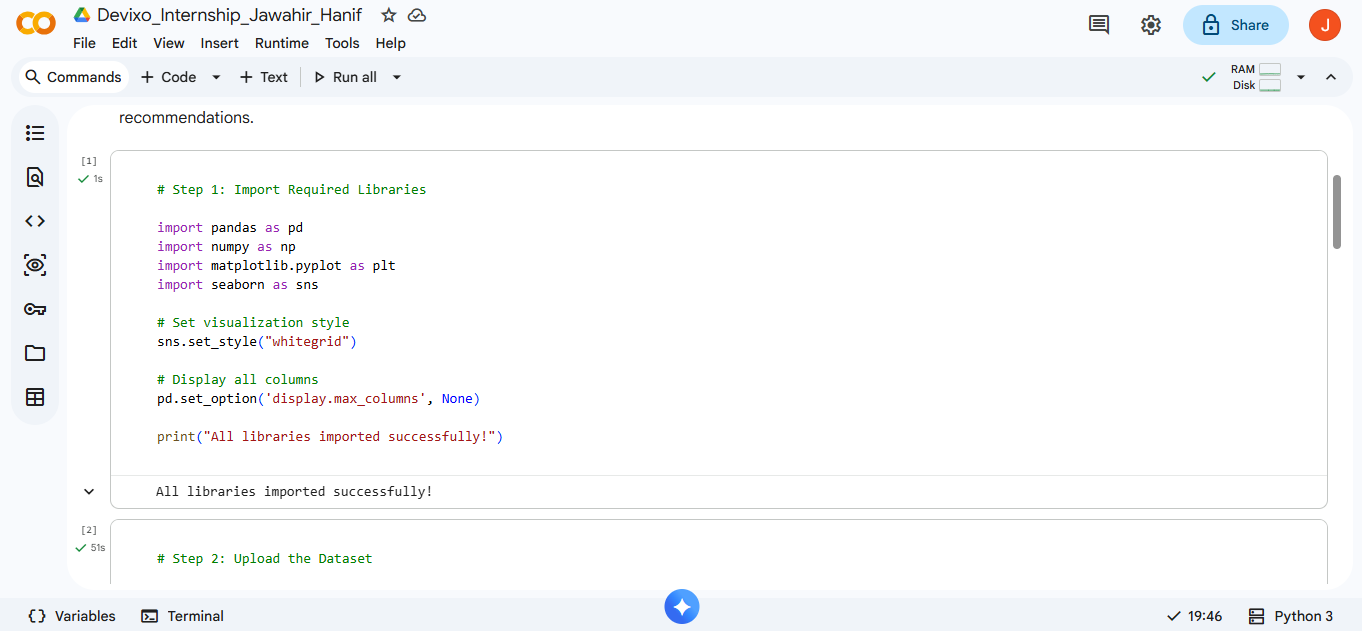 Devixo_Internship_Jawahir_Hanif
File Edit View Insert Runtime Tools Help
Share
J
Commands + Code + Text Run all
RAM
Disk
recommendations.
[1]
1s
# Step 1: Import Required Libraries
import pandas as pd
import numpy as np
import matplotlib.pyplot as plt
import seaborn as sns
# Set visualization style
sns.set_style("whitegrid")
# Display all columns
pd.set_option('display.max_columns', None)
print("All libraries imported successfully!")
All libraries imported successfully!
[2]
51s
# Step 2: Upload the Dataset
{} Variables Terminal 19:46 Python 3